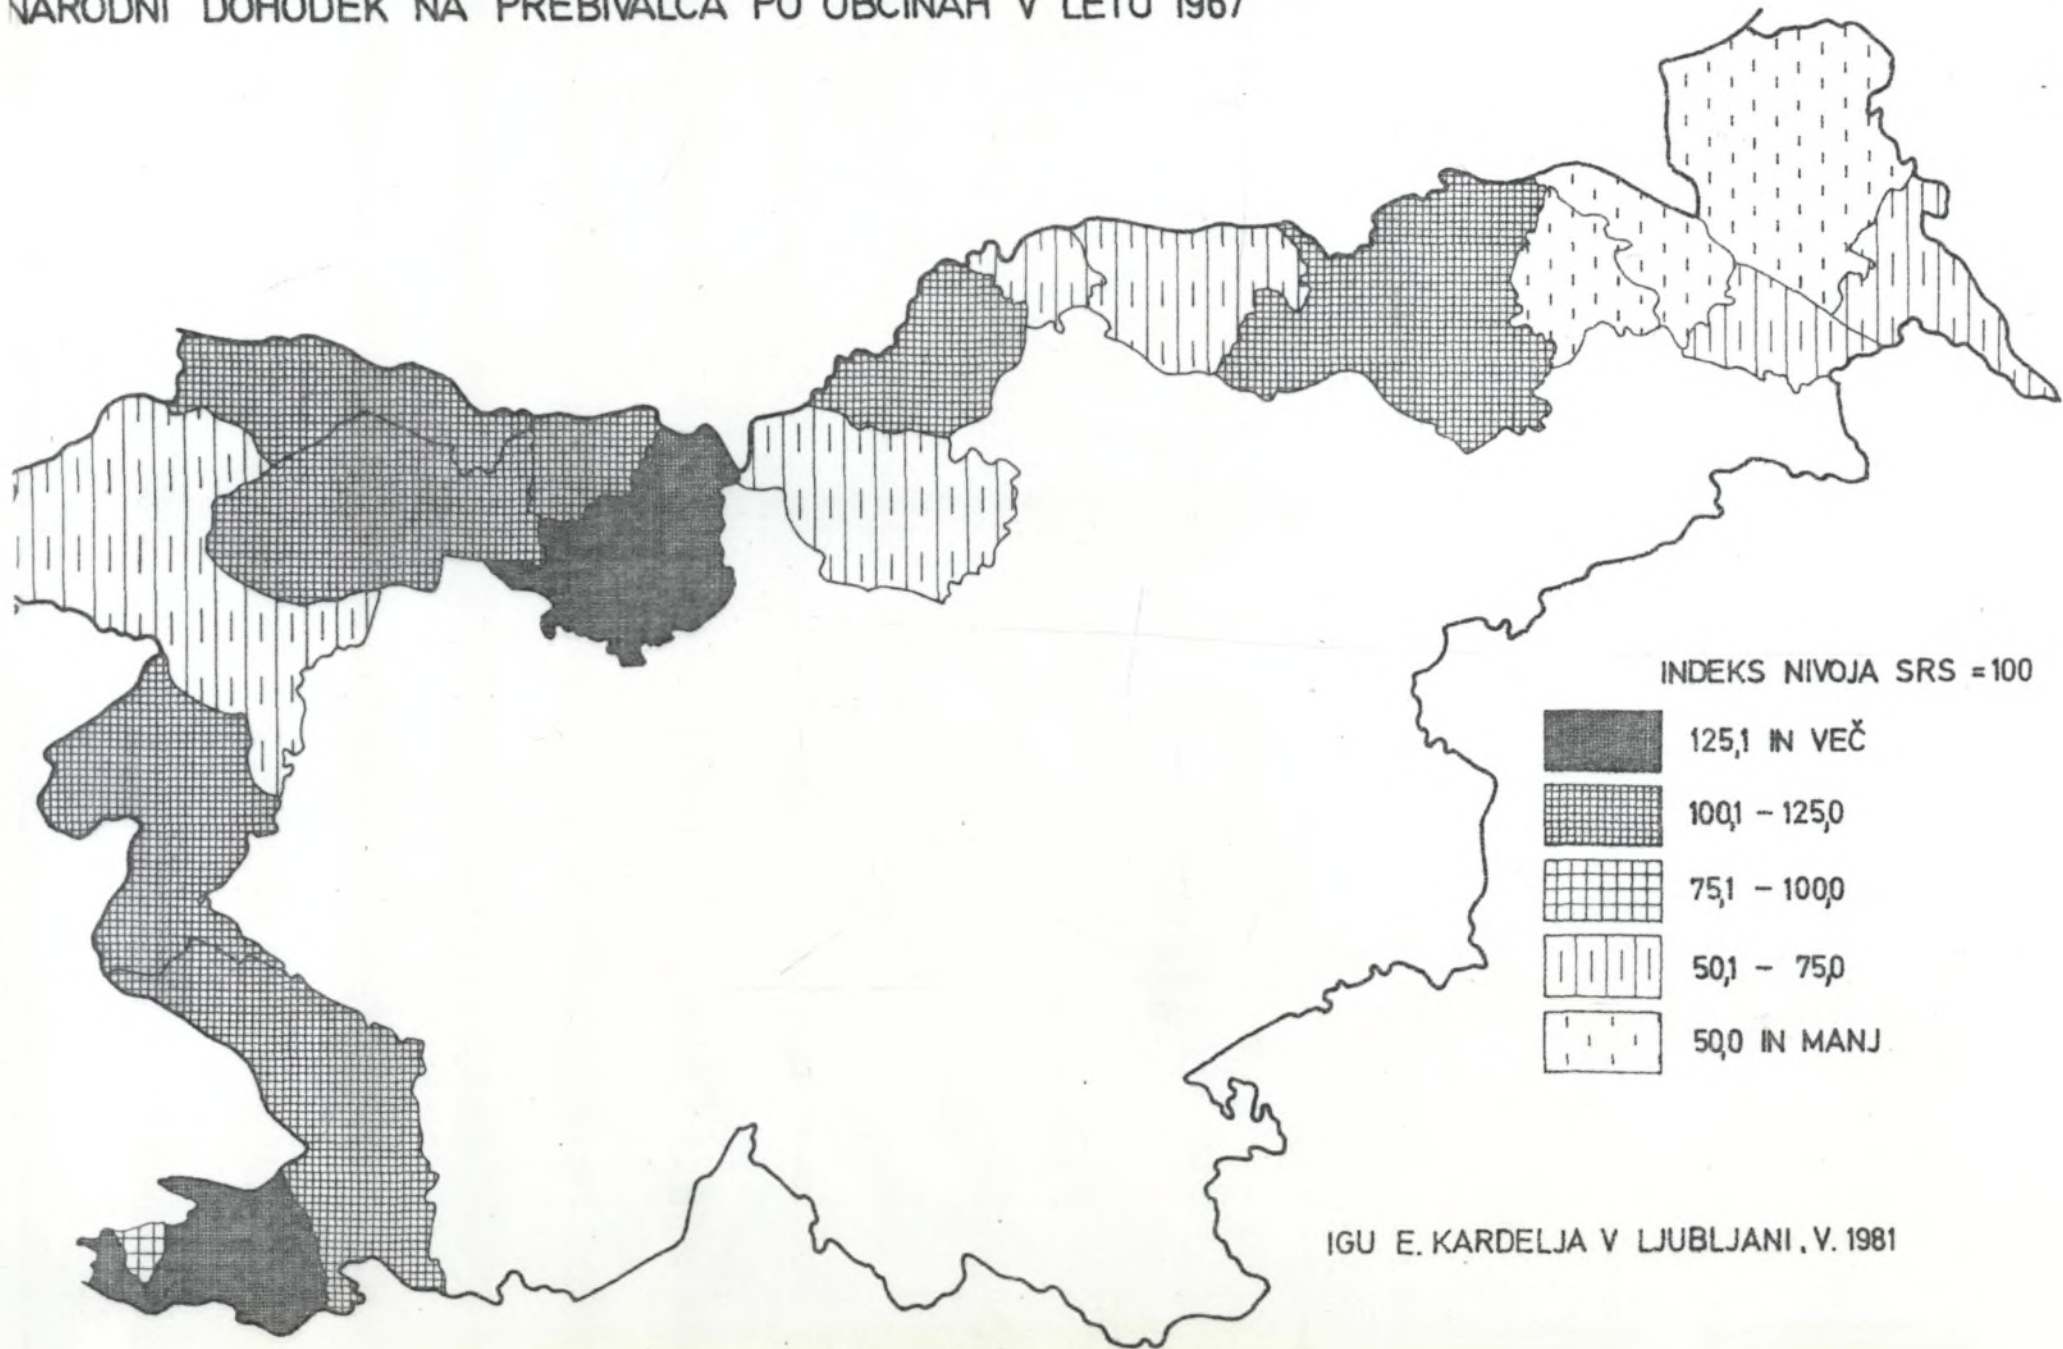 NARODNI DOHODEK NA PREBIVALCA PO OBČINAH V LETU 1967
INDEKS NIVOJA SRS = 100
125,1 IN VEČ
100,1 - 125,0
75,1 - 100,0
50,1 - 75,0
50,0 IN MANJ
IGU E. KARDELJA V LJUBLJANI, V. 1981